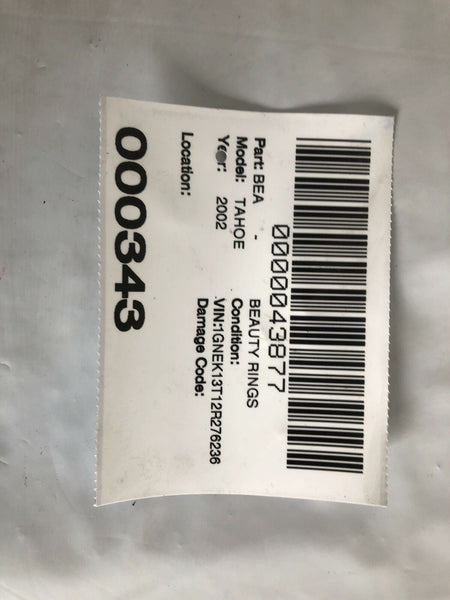 0000043877
Part: BEA - BEAUTY RINGS
Model: TAHOE Condition:
Year: 2002 VIN:1GNEK13T12R276236
Damage Code:
Location:
000343